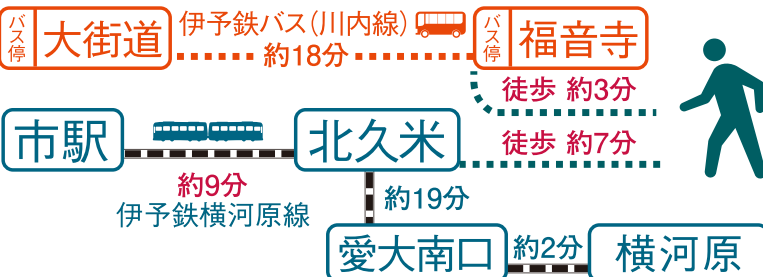 バス停 大街道
伊予鉄バス（川内線）
約18分
バス停 福音寺
徒歩 約3分
市駅
北久米
徒歩 約7分
約9分
伊予鉄横河原線
約19分
愛大南口
約2分
横河原